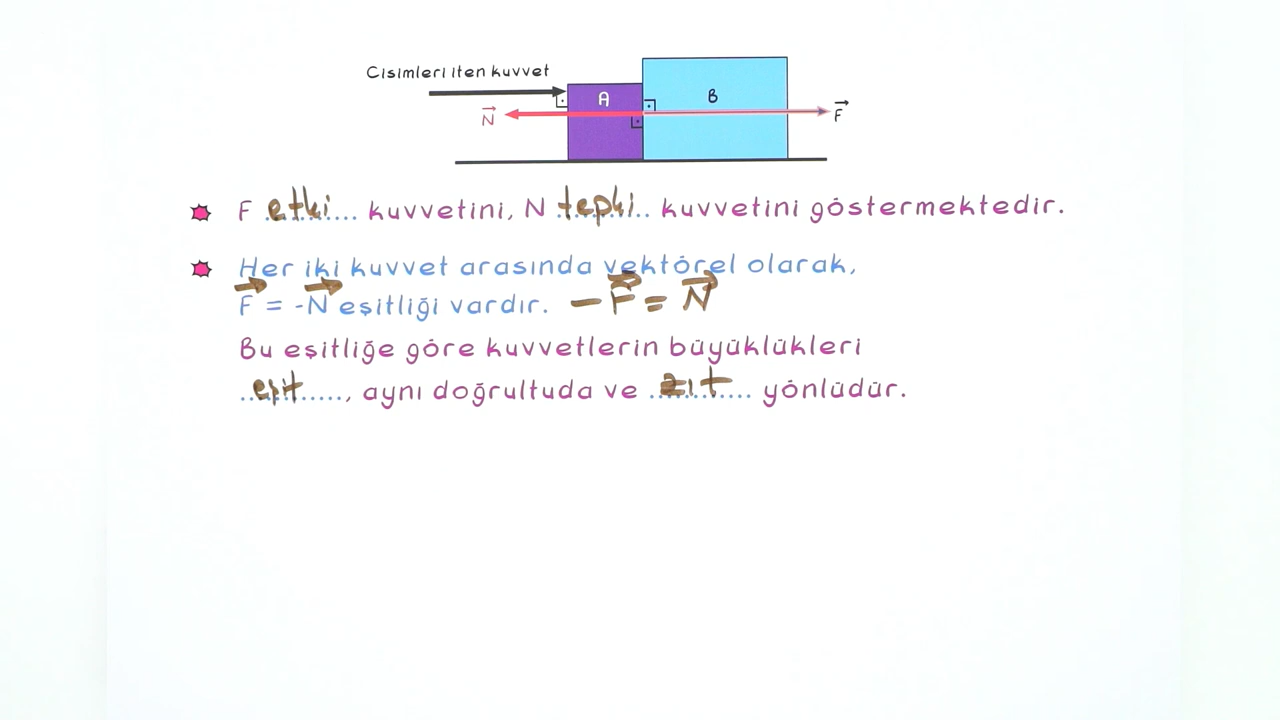 Cisimleri iten kuvvet
A
B
N
F
F etki kuvvetini, N tepki kuvvetini göstermektedir.
Her iki kuvvet arasında vektörel olarak,
F = -N eşitliği vardır. -F = N
Bu eşitliğe göre kuvvetlerin büyüklükleri
eşit, aynı doğrultuda ve zıt yönlüdür.